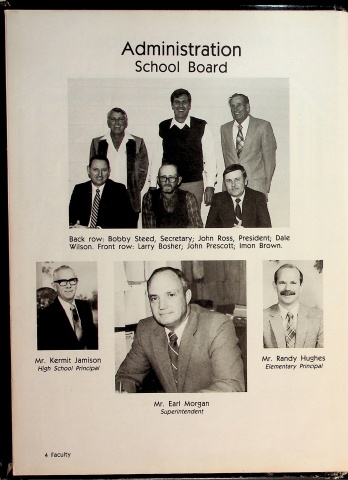 Administration
School Board
Back row: Bobby Steed, Secretary; John Ross, President; Dale
Wilson. Front row: Larry Bosher; John Prescott; Imon Brown.
Mr. Kermit Jamison
High School Principal
Mr. Randy Hughes
Elementary Principal
Mr. Earl Morgan
Superintendent
4 Faculty